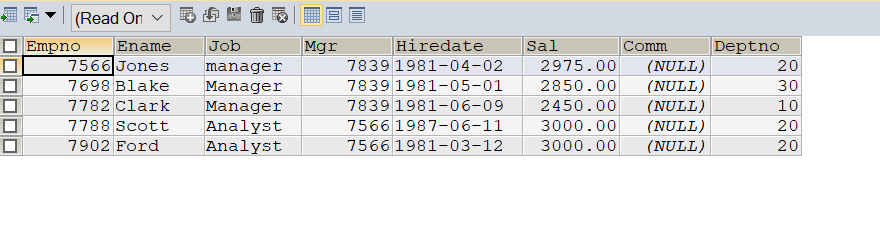 (Read On
Empno Ename Job Mgr Hiredate Sal Comm Deptno
7566 Jones manager 7839 1981-04-02 2975.00 (NULL) 20
7698 Blake Manager 7839 1981-05-01 2850.00 (NULL) 30
7782 Clark Manager 7839 1981-06-09 2450.00 (NULL) 10
7788 Scott Analyst 7566 1987-06-11 3000.00 (NULL) 20
7902 Ford Analyst 7566 1981-03-12 3000.00 (NULL) 20